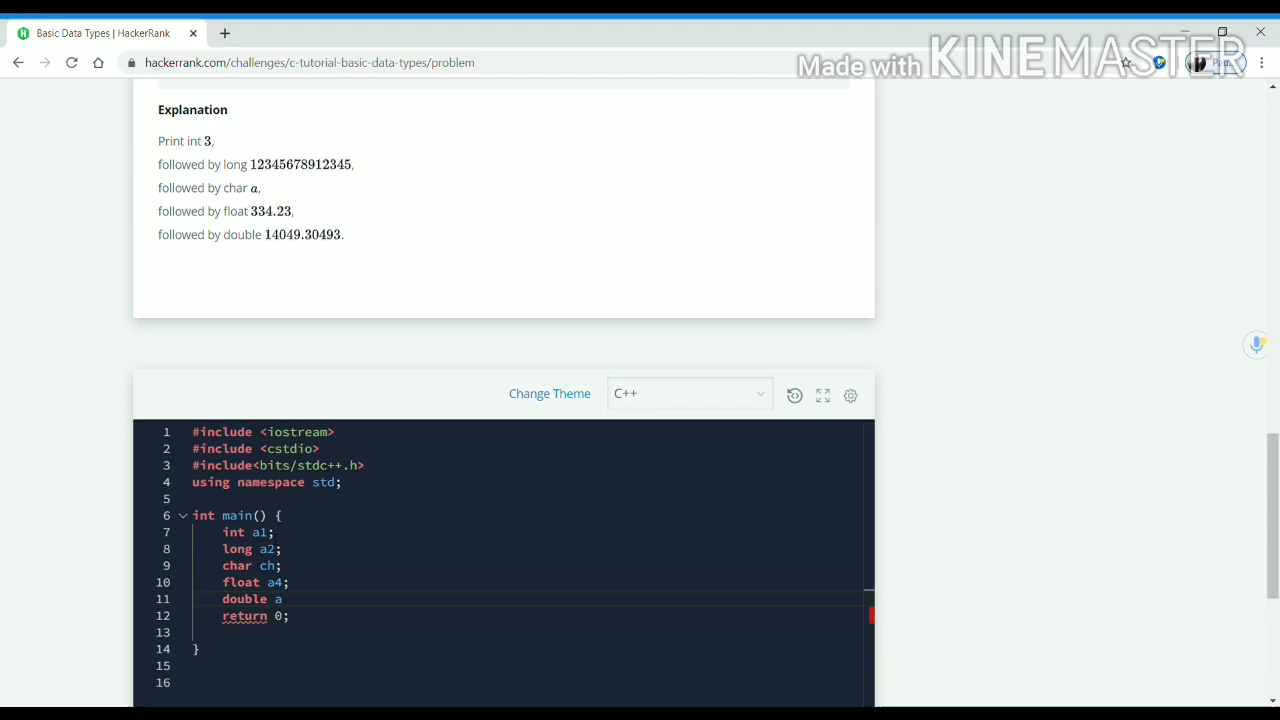 Basic Data Types | HackerRank
hackerrank.com/challenges/c-tutorial-basic-data-types/problem
Made with KINEMASTER
Explanation
Print int 3,
followed by long 12345678912345,
followed by char a,
followed by float 334.23,
followed by double 14049.30493.
Change Theme C++
1 #include <iostream>
2 #include <cstdio>
3 #include<bits/stdc++.h>
4 using namespace std;
5
6 int main() {
7 int a1;
8 long a2;
9 char ch;
10 float a4;
11 double a
12 return 0;
13
14 }
15
16